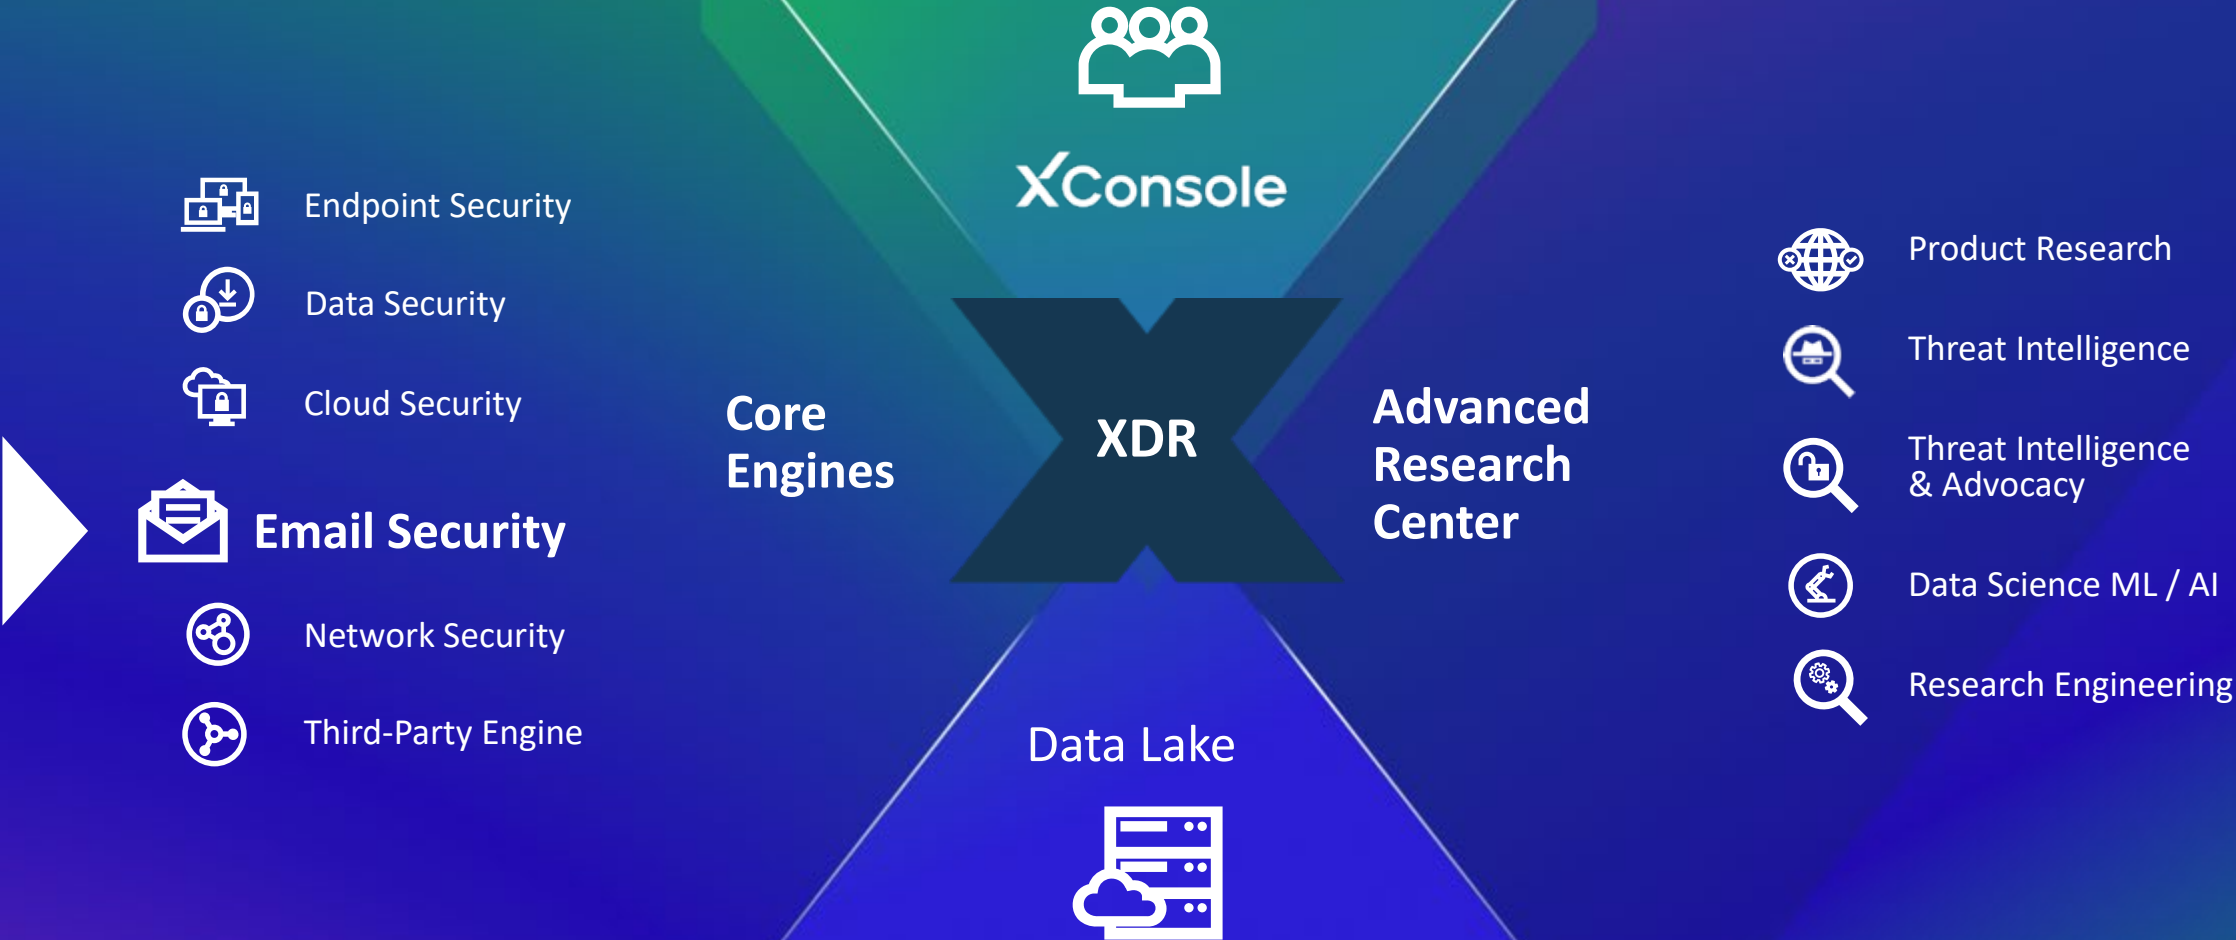 XConsole
Endpoint Security
Data Security
Cloud Security
Email Security
Network Security
Third-Party Engine
Core
Engines
XDR
Advanced
Research
Center
Product Research
Threat Intelligence
Threat Intelligence
& Advocacy
Data Science ML / AI
Research Engineering
Data Lake